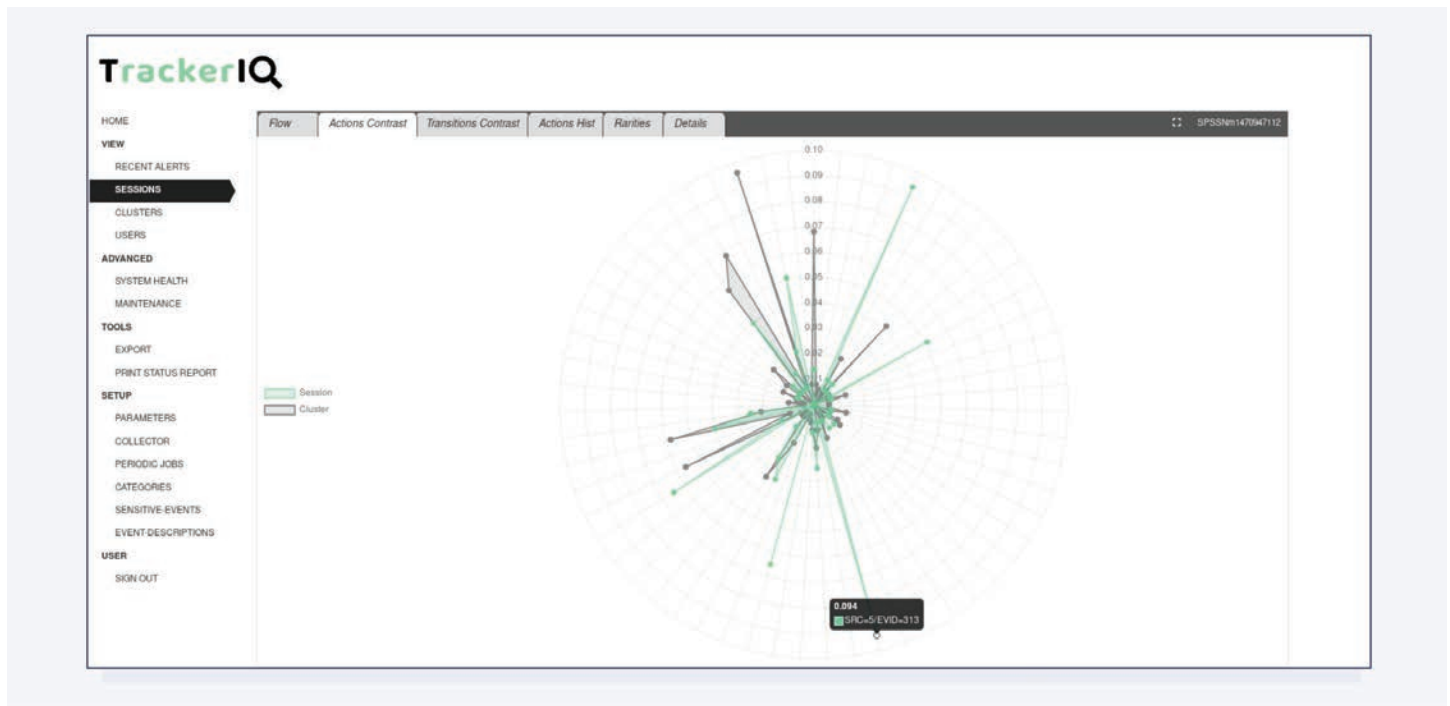 TrackerIQ
HOME
VIEW
RECENT ALERTS
SESSIONS
CLUSTERS
USERS
ADVANCED
SYSTEM HEALTH
MAINTENANCE
TOOLS
EXPORT
PRINT STATUS REPORT
SETUP
PARAMETERS
COLLECTOR
PERIODIC JOBS
CATEGORIES
SENSITIVE-EVENTS
EVENT-DESCRIPTIONS
USER
SIGN OUT
Flow
Actions Contrast
Transitions Contrast
Actions Hist
Rarities
Details
SPSSNm1470947112
0.10
0.09
0.08
0.07
0.06
0.05
0.04
0.03
0.02
Session
Cluster
0.094
SRC=5/EVID=313